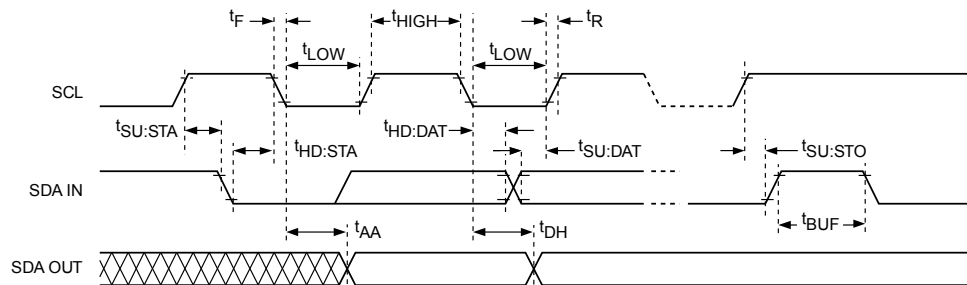 tF
tHIGH
tR
tLOW
tLOW
SCL
tSU:STA
tHD:STA
tHD:DAT
tSU:DAT
tSU:STO
SDA IN
tAA
tDH
tBUF
SDA OUT